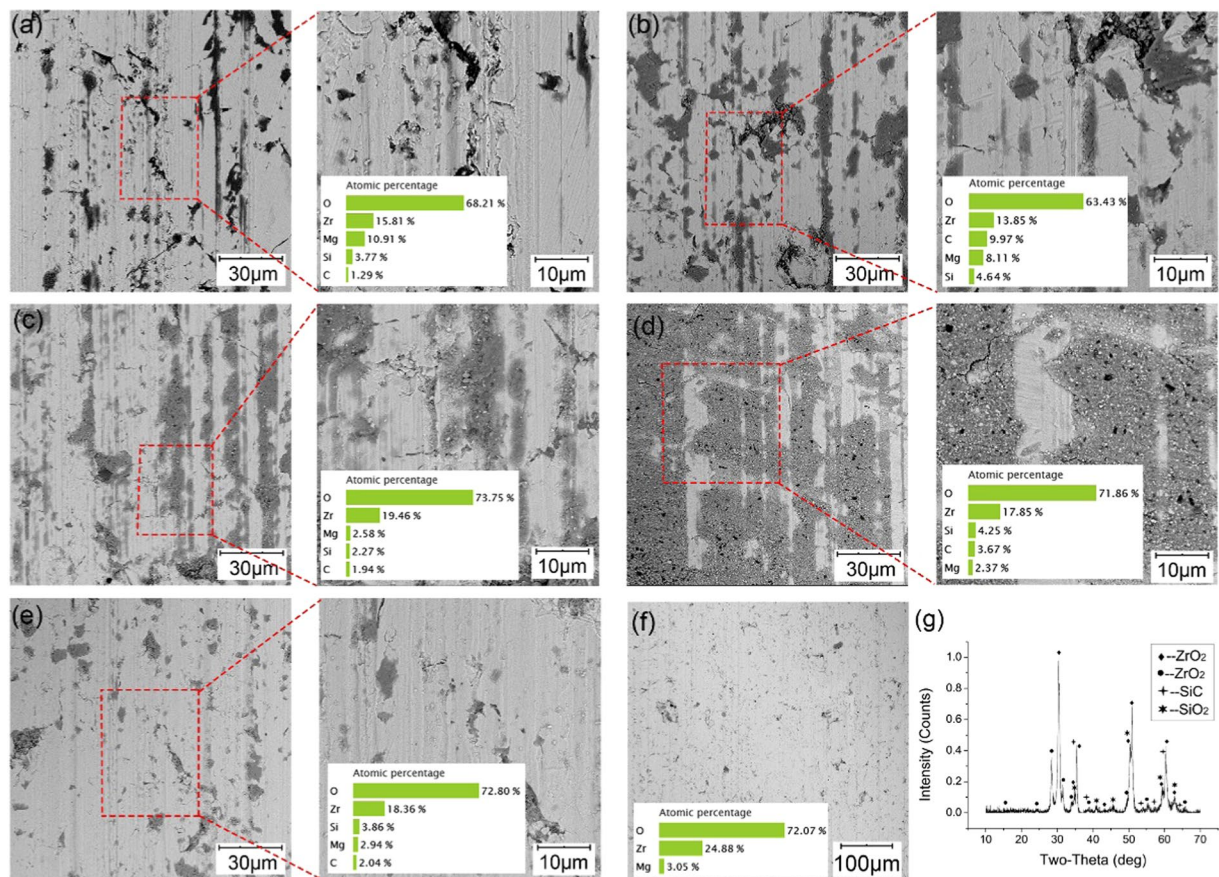 (a)
Atomic percentage
O 68.21 %
Zr 15.81 %
Mg 10.91 %
Si 3.77 %
C 1.29 %
30μm
10μm
(b)
Atomic percentage
O 63.43 %
Zr 13.85 %
C 9.97 %
Mg 8.11 %
Si 4.64 %
30μm
10μm
(c)
Atomic percentage
O 73.75 %
Zr 19.46 %
Mg 2.58 %
Si 2.27 %
C 1.94 %
30μm
10μm
(d)
Atomic percentage
O 71.86 %
Zr 17.85 %
Si 4.25 %
C 3.67 %
Mg 2.37 %
30μm
10μm
(e)
Atomic percentage
O 72.80 %
Zr 18.36 %
Si 3.86 %
Mg 2.94 %
C 2.04 %
30μm
10μm
(f)
Atomic percentage
O 72.07 %
Zr 24.88 %
Mg 3.05 %
100μm
(g)
♦--ZrO₂
●--ZrO₂
+--SiC
✶--SiO₂
Intensity (Counts)
1.0
0.8
0.6
0.4
0.2
0.0
10 20 30 40 50 60 70
Two-Theta (deg)